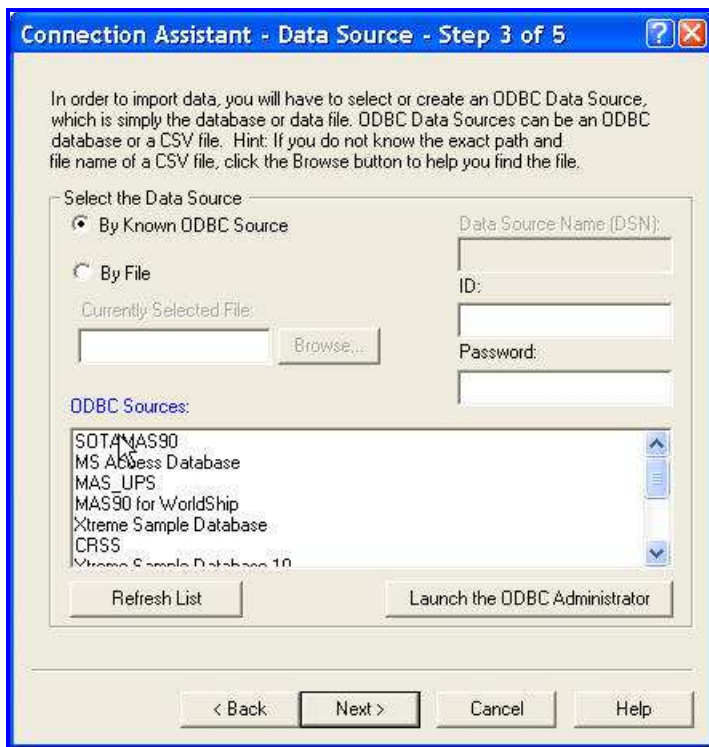 Connection Assistant - Data Source - Step 3 of 5
In order to import data, you will have to select or create an ODBC Data Source,
which is simply the database or data file. ODBC Data Sources can be an ODBC
database or a CSV file. Hint: If you do not know the exact path and
file name of a CSV file, click the Browse button to help you find the file.
Select the Data Source
By Known ODBC Source
Data Source Name (DSN):
By File
ID:
Currently Selected File:
Browse...
Password:
ODBC Sources:
SOTAMAS90
MS Access Database
MAS_UPS
MAS90 for WorldShip
Xtreme Sample Database
CRSS
Xtreme Sample Database 10
Refresh List
Launch the ODBC Administrator
< Back
Next >
Cancel
Help